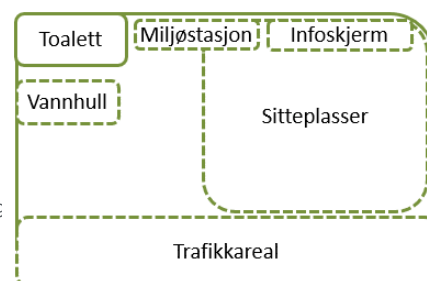 Toalett
Miljøstasjon
Infoskjerm
Vannhull
Sitteplasser
Trafikkareal